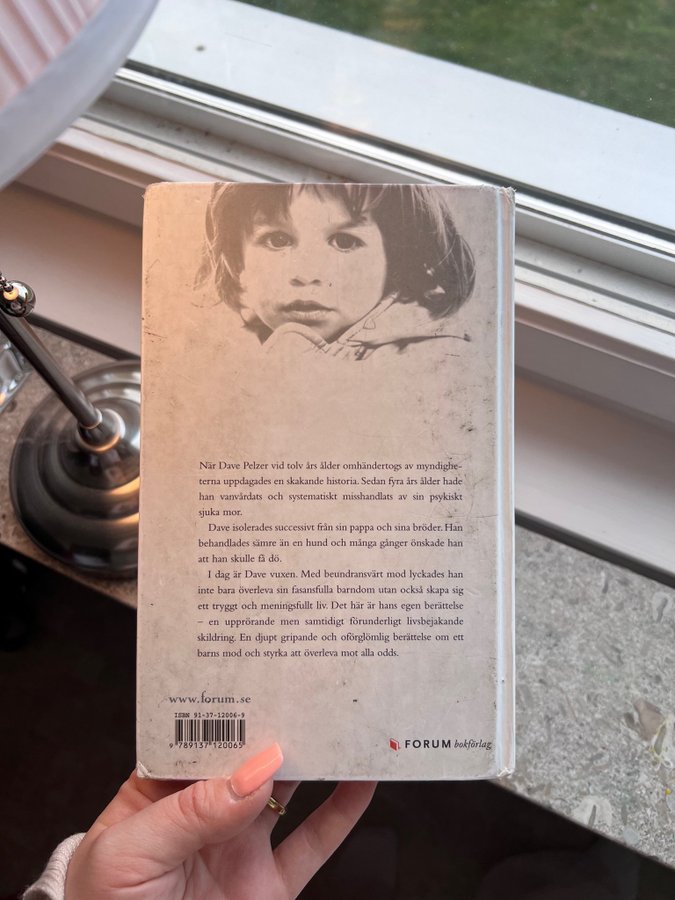 När Dave Pelzer vid tolv års ålder omhändertogs av myndighe-
terna uppdagades en skakande historia. Sedan fyra års ålder hade
han vanvårdats och systematiskt misshandlats av sin psykiskt
sjuka mor.
Dave isolerades successivt från sin pappa och sina bröder. Han
behandlades sämre än en hund och många gånger önskade han
att han skulle få dö.
I dag är Dave vuxen. Med beundransvärt mod lyckades han
inte bara överleva sin fasansfulla barndom utan också skapa sig
ett tryggt och meningsfullt liv. Det här är hans egen berättelse
– en upprörande men samtidigt förunderligt livsbejakande
skildring. En djupt gripande och oförglömlig berättelse om ett
barns mod och styrka att överleva mot alla odds.
www.forum.se
ISBN 91-37-12006-9
9 789137 120065
FORUM bokförlag